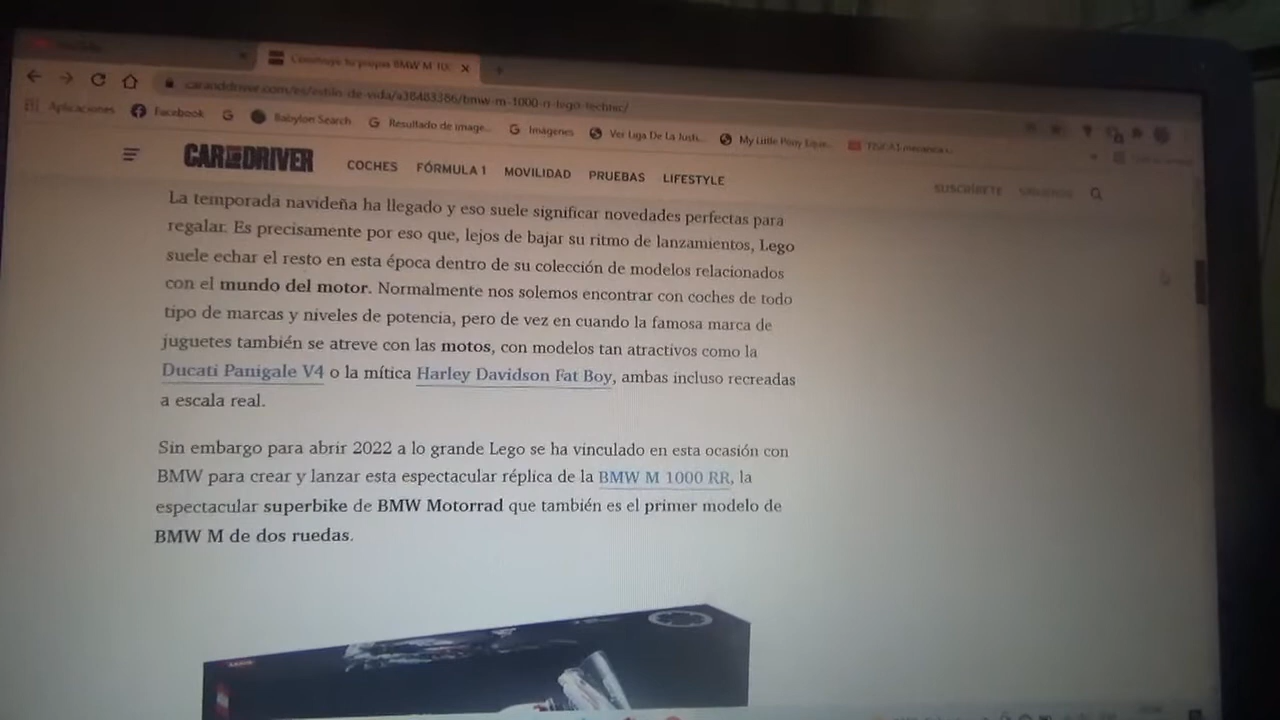 Construye tu propia BMW M 100
caranddriver.com/es/estilo-de-vida/a38483386/bmw-m-1000-rr-lego-technic/
Aplicaciones Facebook Babylon Search Resultado de image... Imágenes Ver Liga De La Justi... My Little Pony Eque...
CAR AND DRIVER COCHES FÓRMULA 1 MOVILIDAD PRUEBAS LIFESTYLE SUSCRÍBETE
La temporada navideña ha llegado y eso suele significar novedades perfectas para
regalar. Es precisamente por eso que, lejos de bajar su ritmo de lanzamientos, Lego
suele echar el resto en esta época dentro de su colección de modelos relacionados
con el mundo del motor. Normalmente nos solemos encontrar con coches de todo
tipo de marcas y niveles de potencia, pero de vez en cuando la famosa marca de
juguetes también se atreve con las motos, con modelos tan atractivos como la
Ducati Panigale V4 o la mítica Harley Davidson Fat Boy, ambas incluso recreadas
a escala real.
Sin embargo para abrir 2022 a lo grande Lego se ha vinculado en esta ocasión con
BMW para crear y lanzar esta espectacular réplica de la BMW M 1000 RR, la
espectacular superbike de BMW Motorrad que también es el primer modelo de
BMW M de dos ruedas.